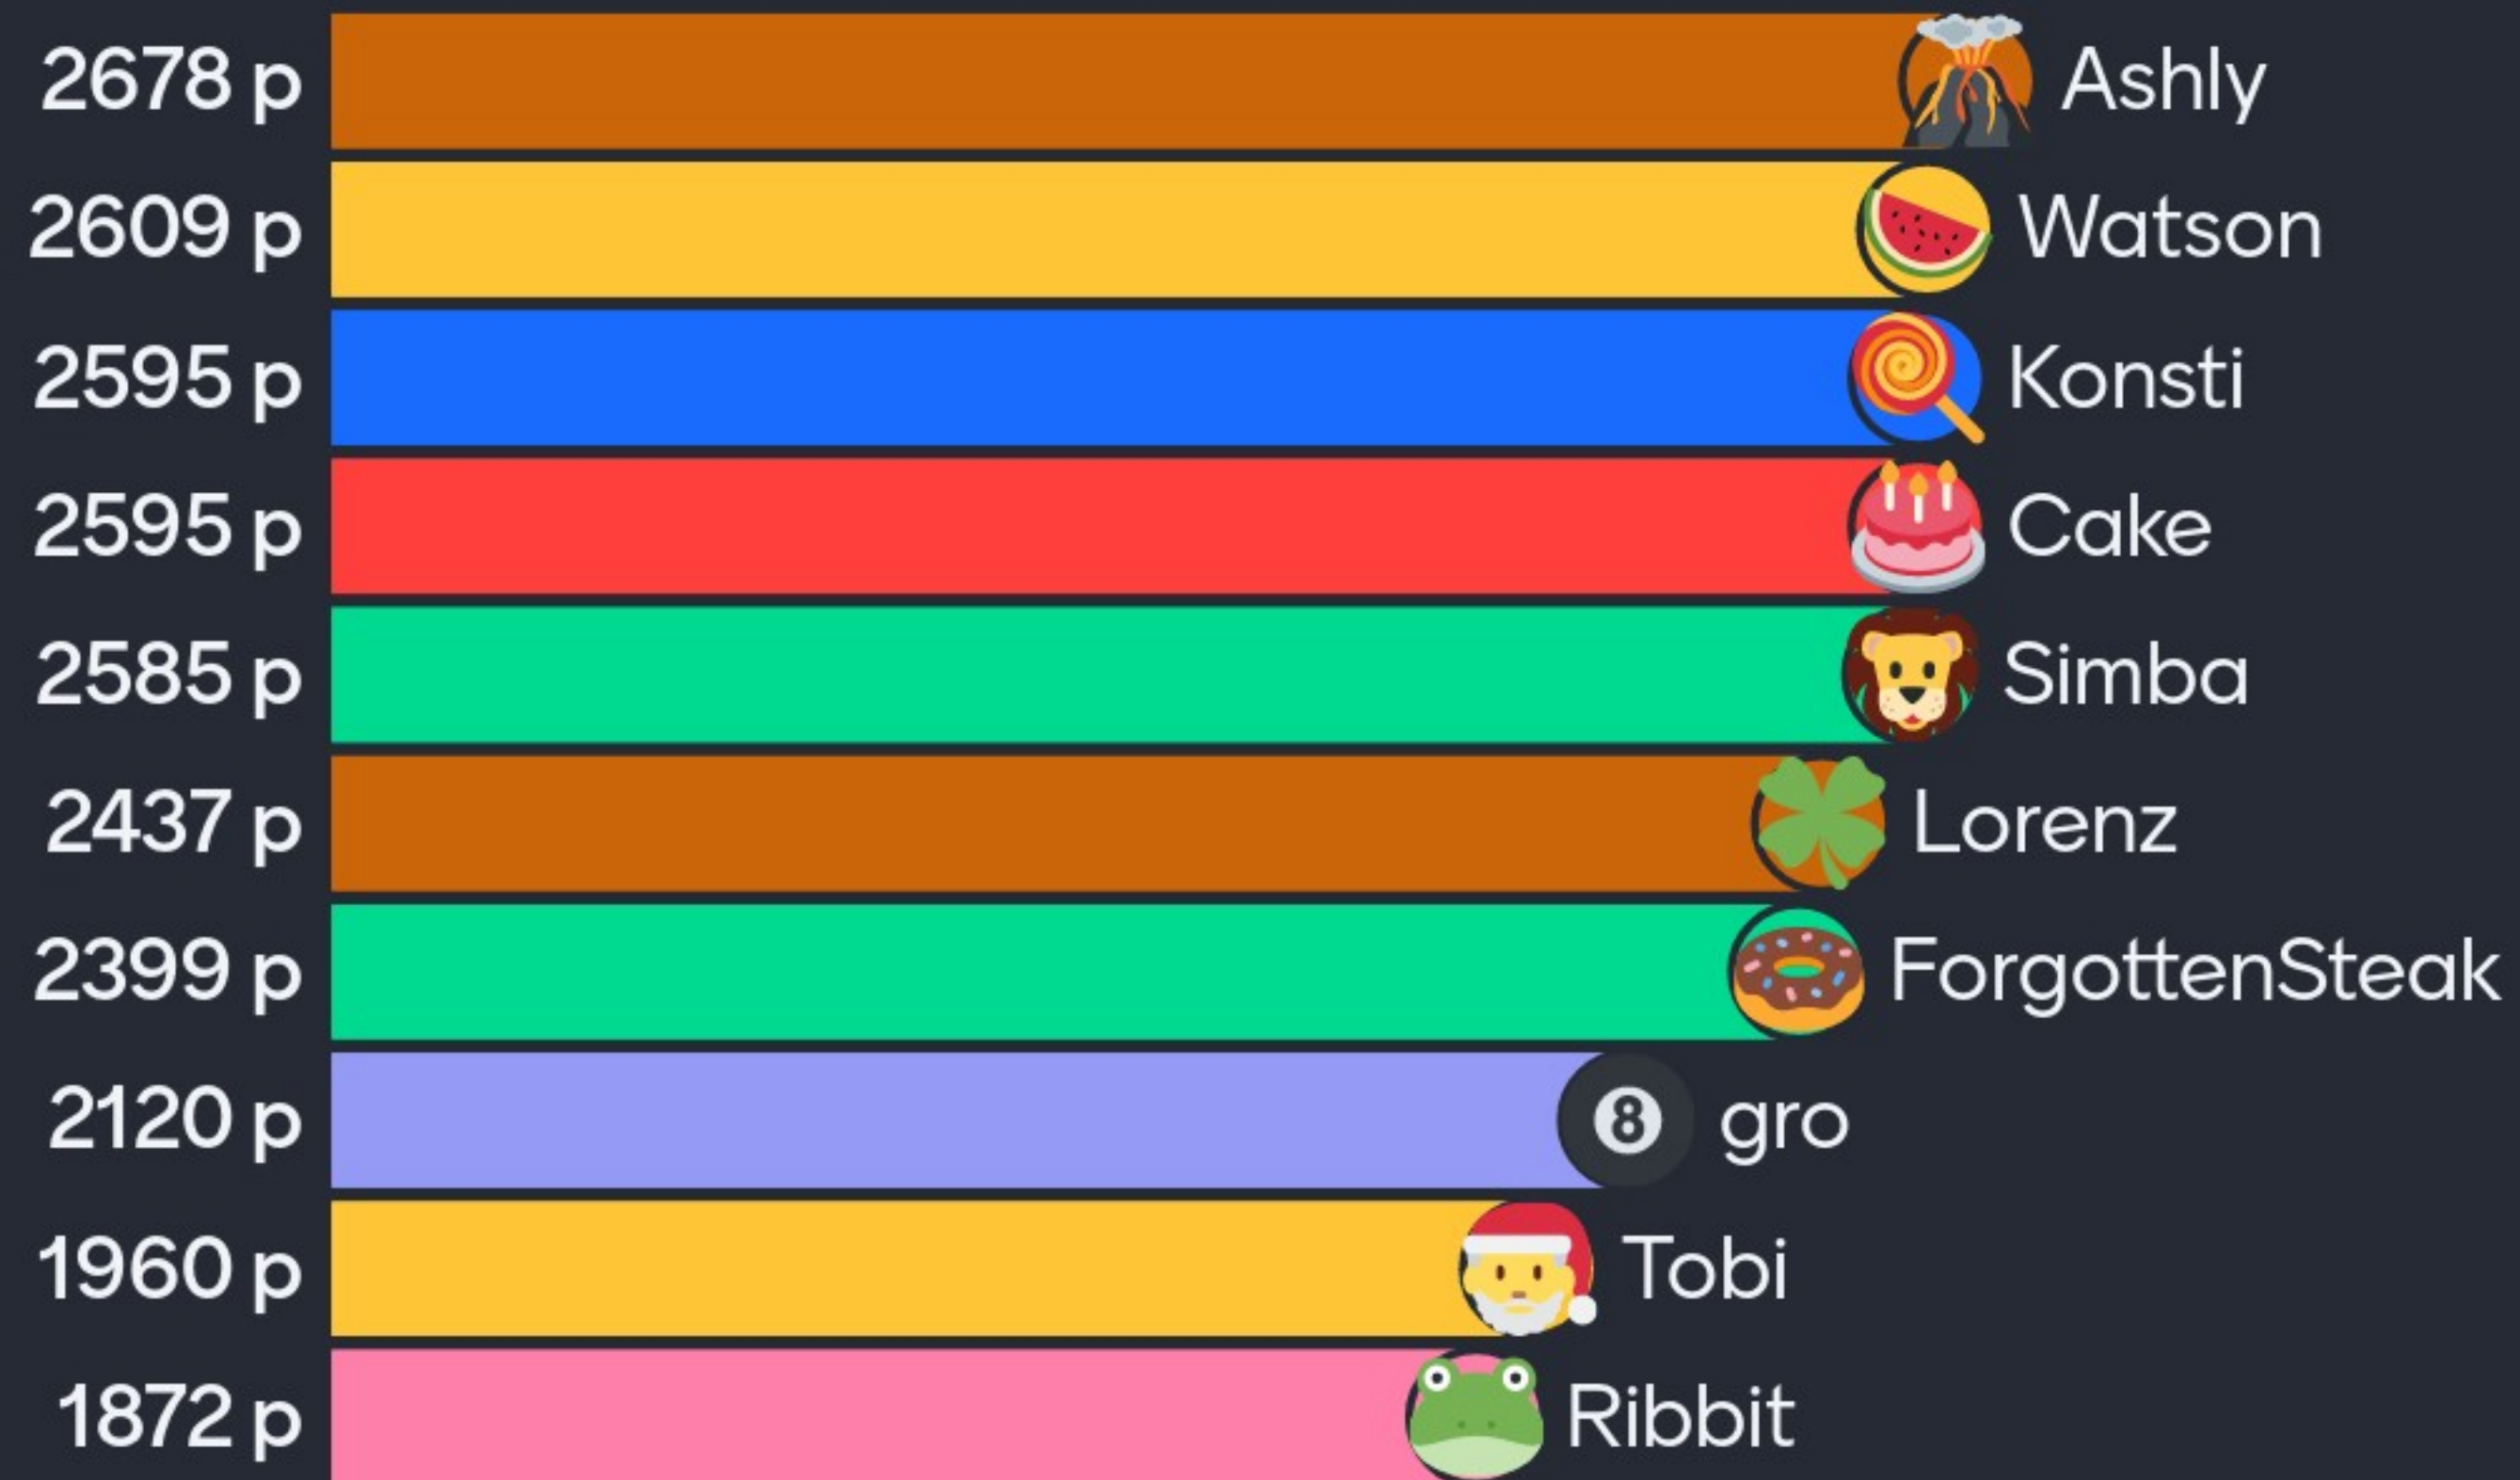 2678 p Ashly
2609 p Watson
2595 p Konsti
2595 p Cake
2585 p Simba
2437 p Lorenz
2399 p ForgottenSteak
2120 p 8 gro
1960 p Tobi
1872 p Ribbit